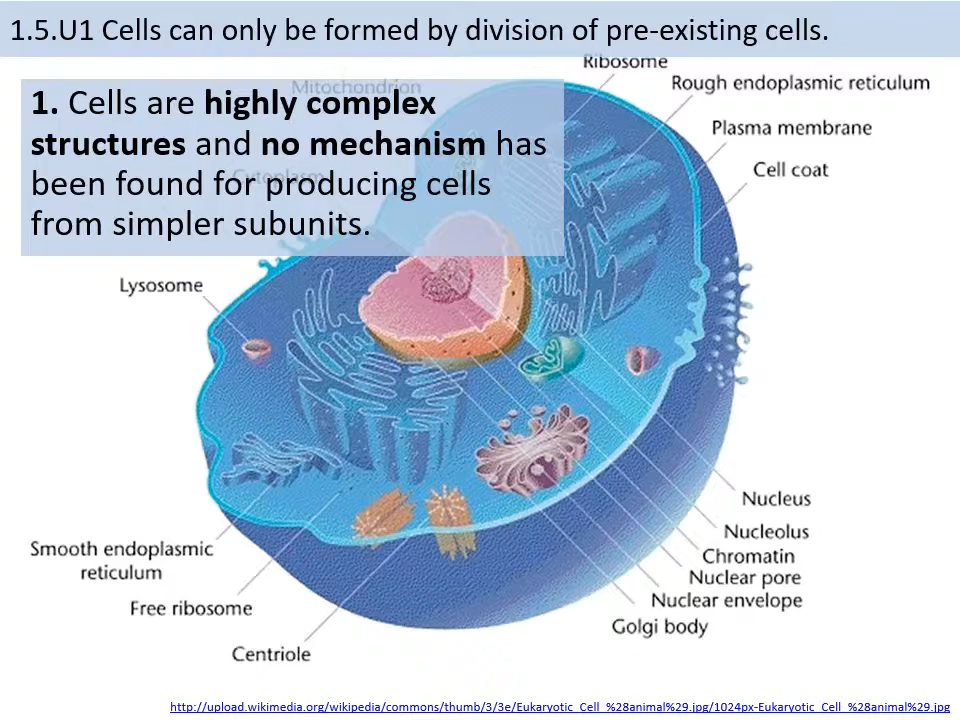 1.5.U1 Cells can only be formed by division of pre-existing cells.
Mitochondrion
1. Cells are highly complex
structures and no mechanism has
been found for producing cells
from simpler subunits.
Cytoplasm
Ribosome
Rough endoplasmic reticulum
Plasma membrane
Cell coat
Lysosome
Nucleus
Nucleolus
Chromatin
Nuclear pore
Nuclear envelope
Golgi body
Smooth endoplasmic
reticulum
Free ribosome
Centriole
http://upload.wikimedia.org/wikipedia/commons/thumb/3/3e/Eukaryotic_Cell_%28animal%29.jpg/1024px-Eukaryotic_Cell_%28animal%29.jpg